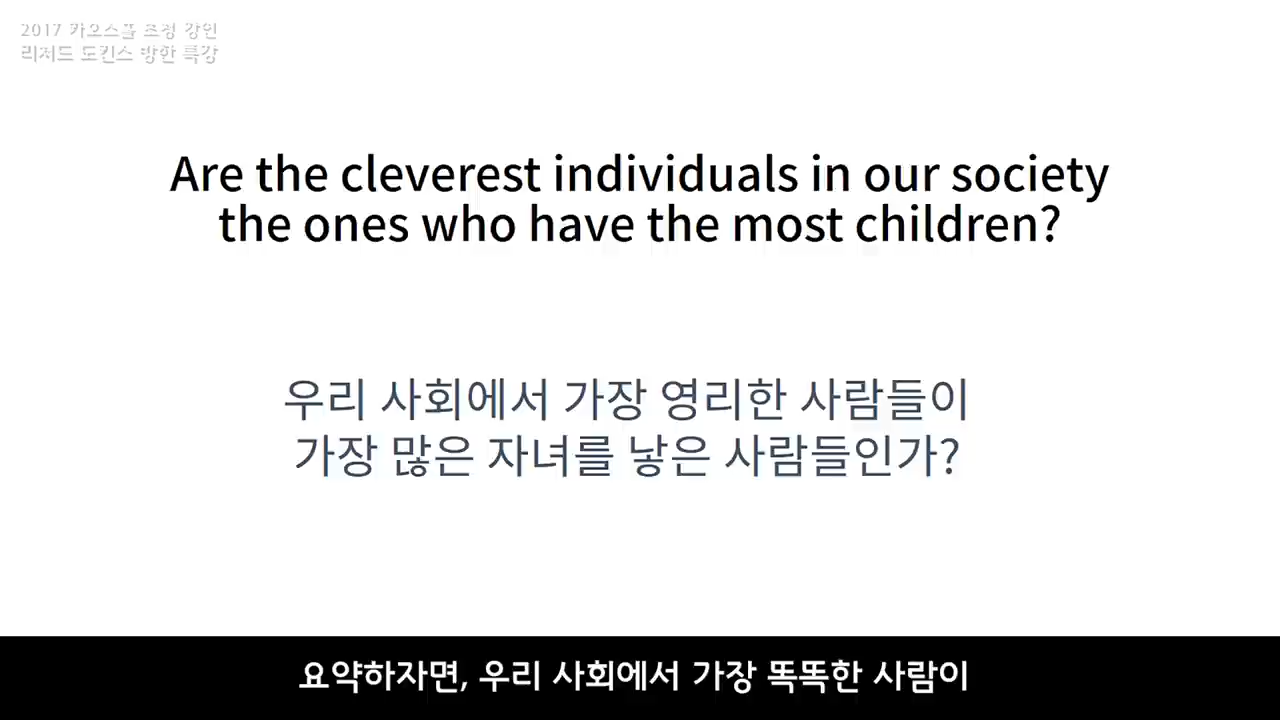 2017 카오스홀 초청 강연
리처드 도킨스 방한 특강
Are the cleverest individuals in our society
the ones who have the most children?
우리 사회에서 가장 영리한 사람들이
가장 많은 자녀를 낳은 사람들인가?
요약하자면, 우리 사회에서 가장 똑똑한 사람이